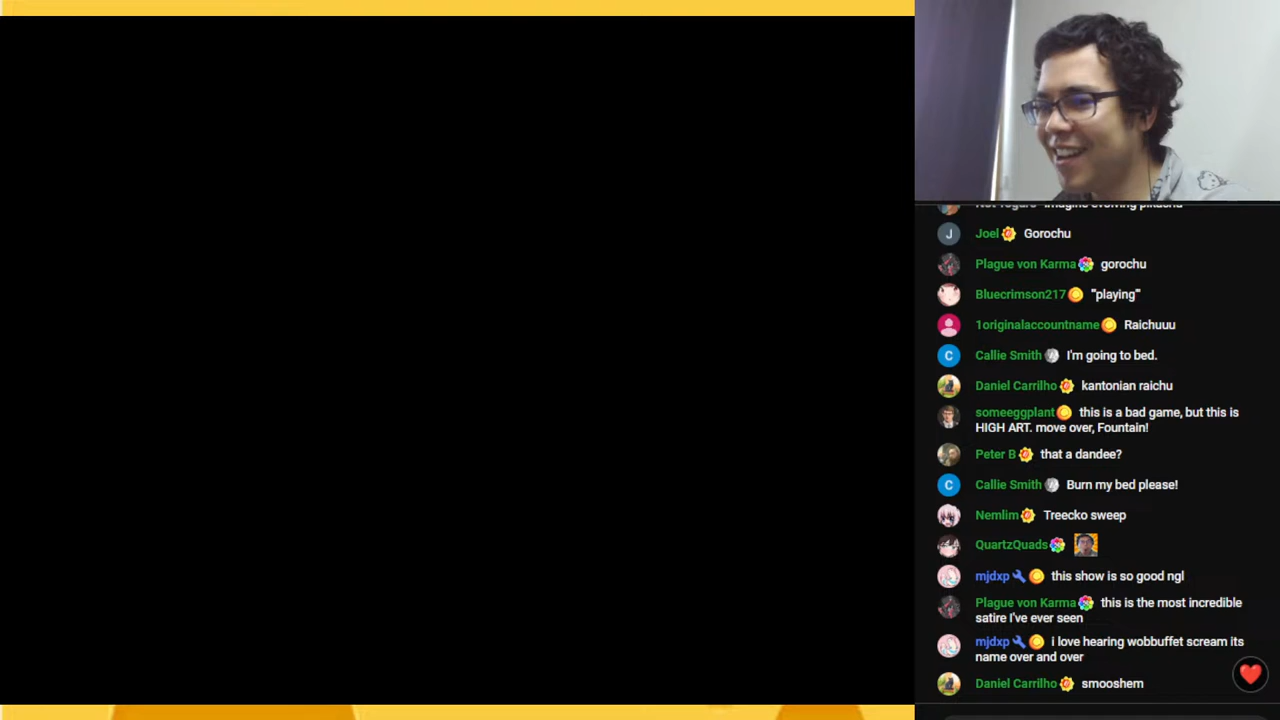 Joel Gorochu
Plague von Karma gorochu
Bluecrimson217 "playing"
1originalaccountname Raichuuu
C Callie Smith I'm going to bed.
Daniel Carrilho kantonian raichu
someeggplant this is a bad game, but this is
HIGH ART. move over, Fountain!
Peter B that a dandee?
C Callie Smith Burn my bed please!
Nemlim Treecko sweep
QuartzQuads
mjdxp this show is so good ngl
Plague von Karma this is the most incredible
satire I've ever seen
mjdxp i love hearing wobbuffet scream its
name over and over
Daniel Carrilho smooshem